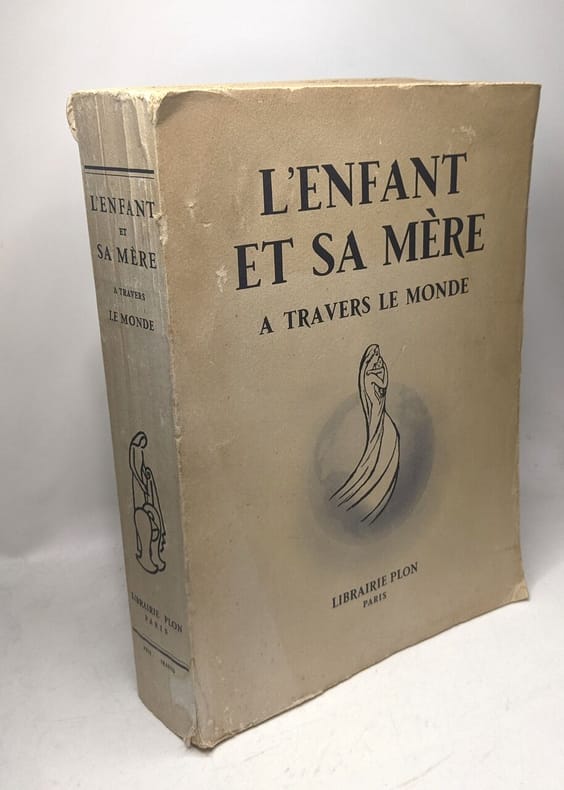 L'ENFANT
ET SA MÈRE
A TRAVERS LE MONDE
LIBRAIRIE PLON
PARIS
L'ENFANT
ET
SA MÈRE
A TRAVERS
LE MONDE
LIBRAIRIE PLON
PARIS